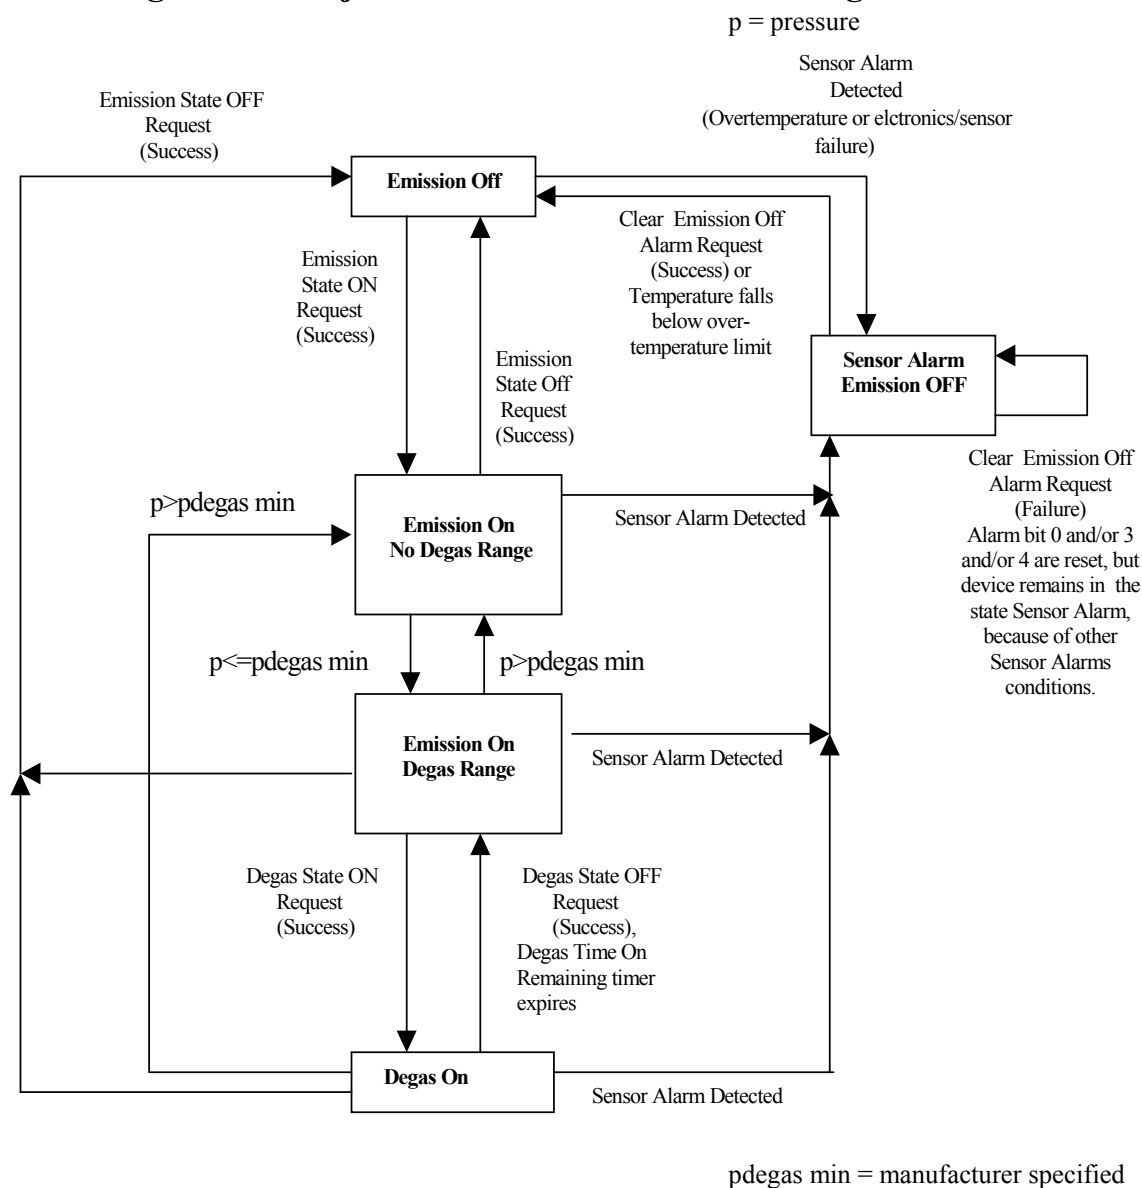 p = pressure
Sensor Alarm
Detected
(Overtemperature or elctronics/sensor
failure)
Emission State OFF
Request
(Success)
Emission Off
Clear Emission Off
Alarm Request
(Success) or
Temperature falls
below over-
temperature limit
Emission
State ON
Request
(Success)
Emission
State Off
Request
(Success)
Sensor Alarm
Emission OFF
Clear Emission Off
Alarm Request
(Failure)
Alarm bit 0 and/or 3
and/or 4 are reset, but
device remains in the
state Sensor Alarm,
because of other
Sensor Alarms
conditions.
p>pdegas min
Emission On
No Degas Range
Sensor Alarm Detected
p<=pdegas min
p>pdegas min
Emission On
Degas Range
Sensor Alarm Detected
Degas State ON
Request
(Success)
Degas State OFF
Request
(Success),
Degas Time On
Remaining timer
expires
Degas On
Sensor Alarm Detected
pdegas min = manufacturer specified